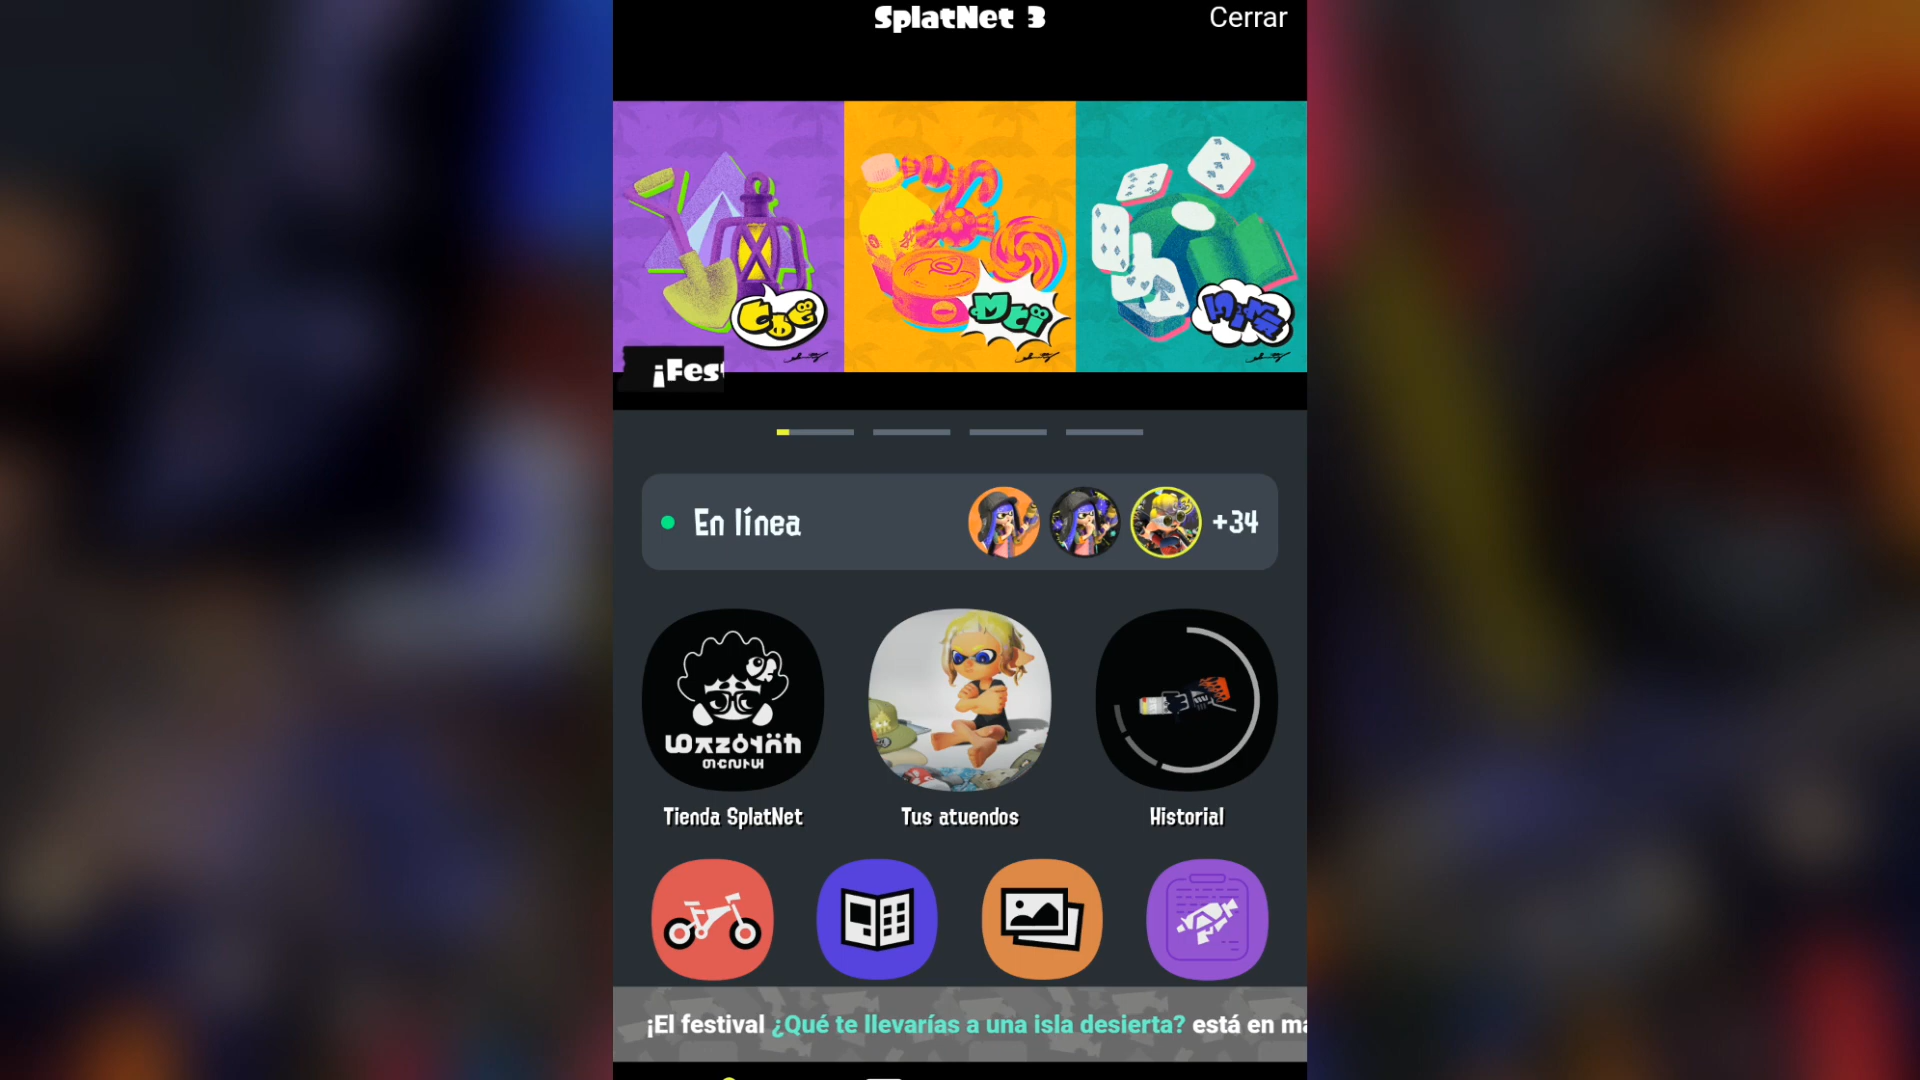 SplatNet 3
Cerrar
¡Fes
En línea
+34
Tienda SplatNet
Tus atuendos
Historial
¡El festival ¿Qué te llevarías a una isla desierta? está en ma